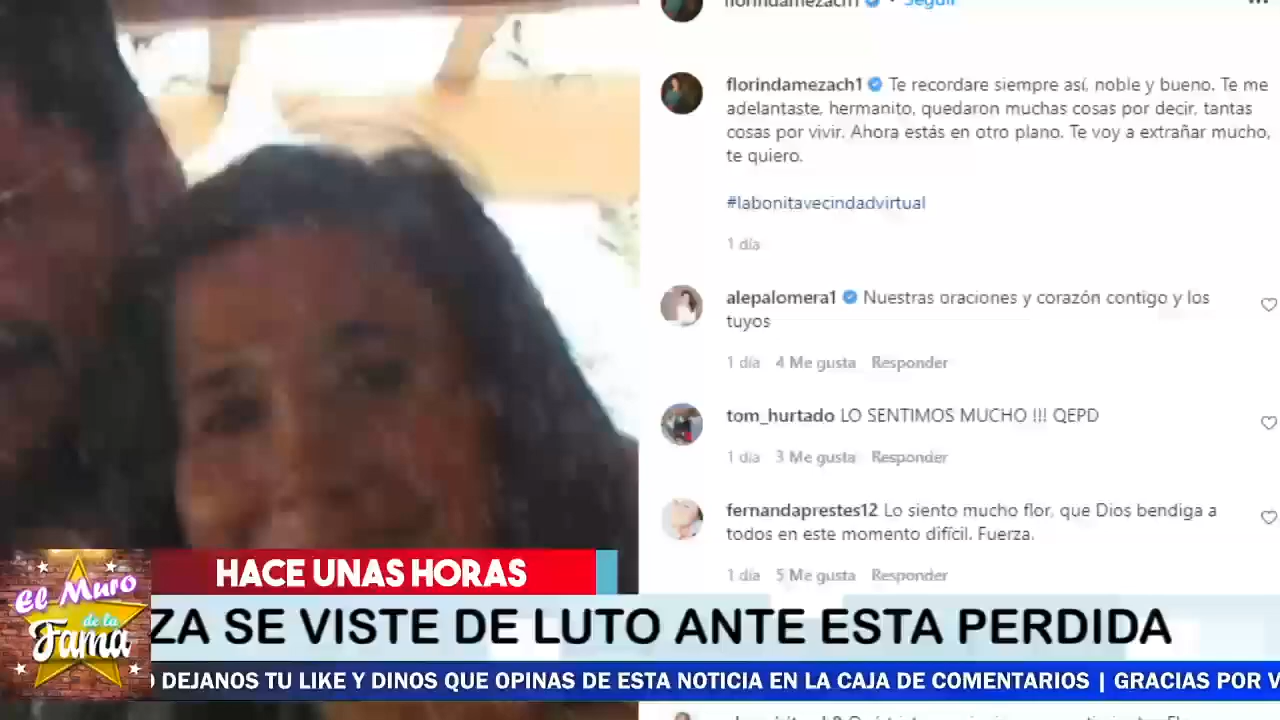 florindamezach1 • Seguir
florindamezach1 Te recordare siempre así, noble y bueno. Te me
adelantaste, hermanito, quedaron muchas cosas por decir, tantas
cosas por vivir. Ahora estás en otro plano. Te voy a extrañar mucho,
te quiero.
#labonitavecindadvirtual
1 día
alepalomera1 Nuestras oraciones y corazón contigo y los
tuyos
1 día 4 Me gusta Responder
tom_hurtado LO SENTIMOS MUCHO !!! QEPD
1 día 3 Me gusta Responder
fernandaprestes12 Lo siento mucho flor, que Dios bendiga a
todos en este momento difícil. Fuerza.
1 día 5 Me gusta Responder
HACE UNAS HORAS
El Muro
de la
Fama
ZA SE VISTE DE LUTO ANTE ESTA PERDIDA
O DEJANOS TU LIKE Y DINOS QUE OPINAS DE ESTA NOTICIA EN LA CAJA DE COMENTARIOS | GRACIAS POR V